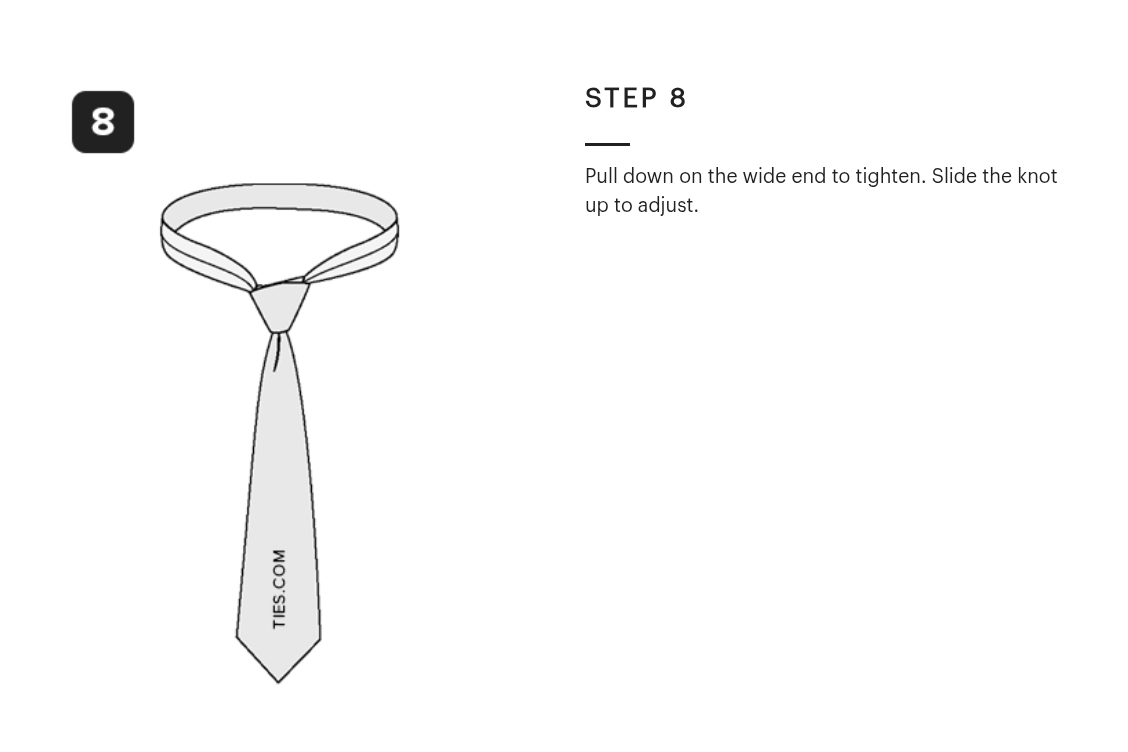 8
STEP 8
Pull down on the wide end to tighten. Slide the knot
up to adjust.
TIES.COM